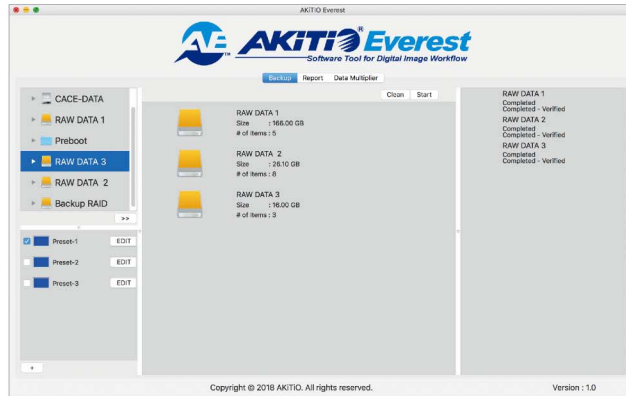 AKiTiO Everest
AE™ AKiTiO Everest
Software Tool for Digital Image Workflow
Backup Report Data Multiplier
CACE-DATA
RAW DATA 1
Preboot
RAW DATA 3
RAW DATA 2
Backup RAID
>>
Preset-1 EDIT
Preset-2 EDIT
Preset-3 EDIT
+
Clean Start
RAW DATA 1
Size : 166.00 GB
# of Items : 5
RAW DATA 2
Size : 26.10 GB
# of Items : 8
RAW DATA 3
Size : 16.00 GB
# of Items : 3
RAW DATA 1
Completed
Completed - Verified
RAW DATA 2
Completed
Completed - Verified
RAW DATA 3
Completed
Completed - Verified
Copyright © 2018 AKiTiO. All rights reserved.
Version : 1.0